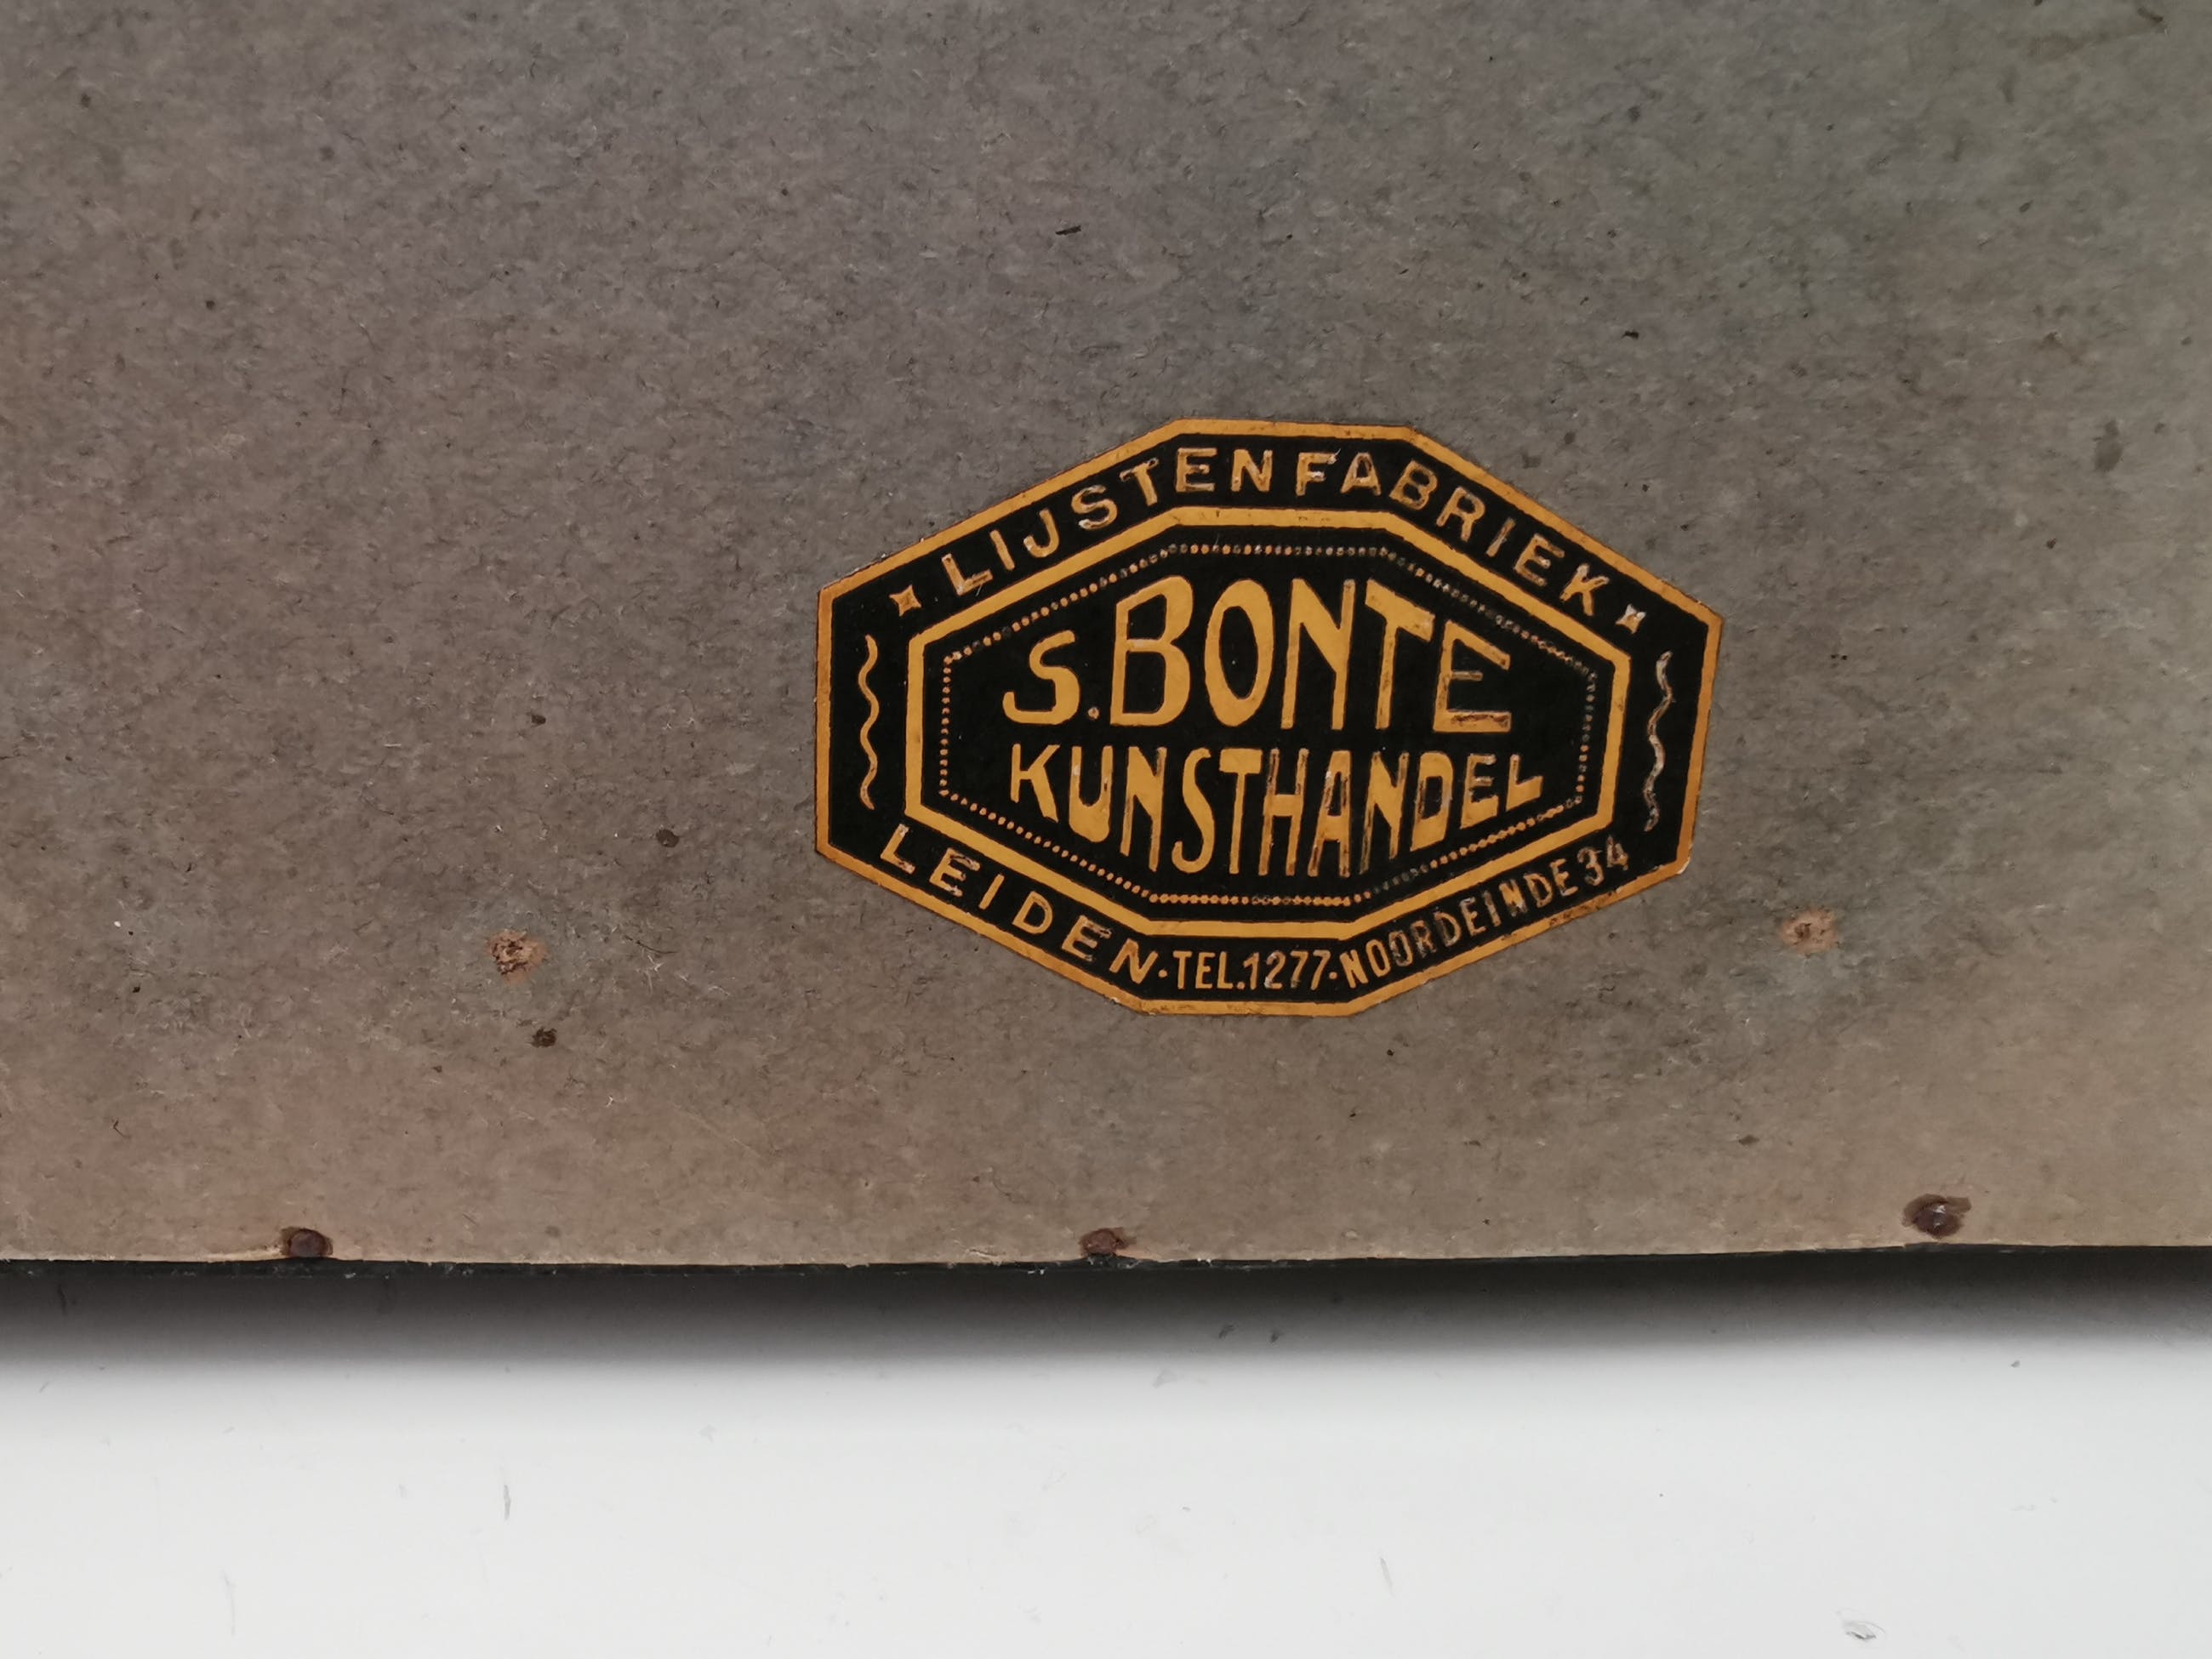 LIJSTENFABRIEK
S. BONTE
KUNSTHANDEL
LEIDEN·TEL.1277·NOORDEINDE 34